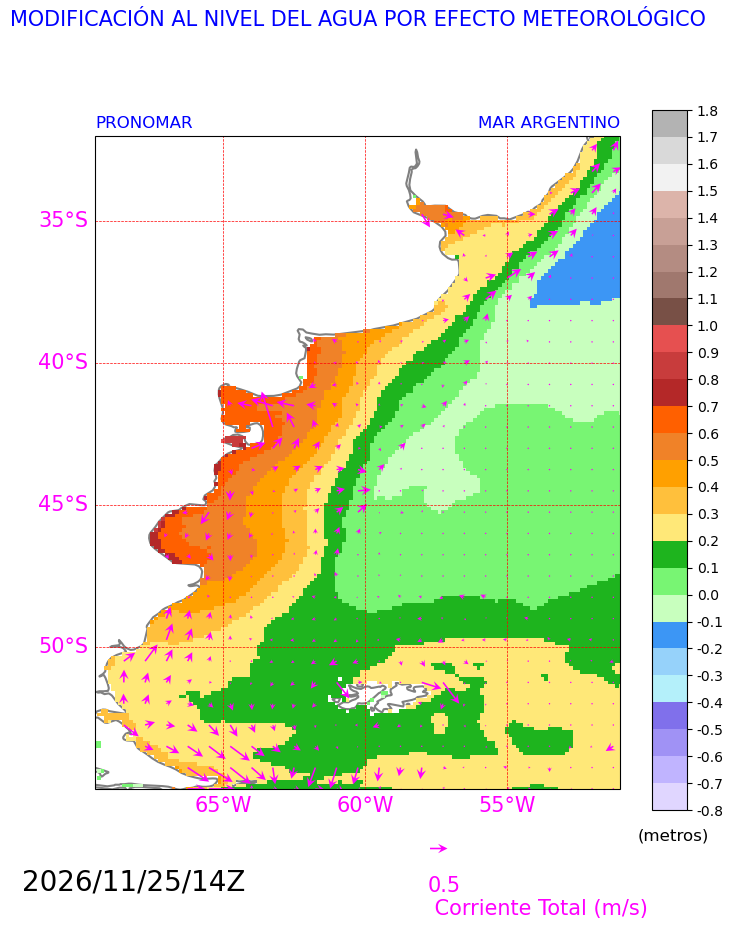 MODIFICACIÓN AL NIVEL DEL AGUA POR EFECTO METEOROLÓGICO
PRONOMAR
MAR ARGENTINO
35°S
40°S
45°S
50°S
65°W
60°W
55°W
1.8
1.7
1.6
1.5
1.4
1.3
1.2
1.1
1.0
0.9
0.8
0.7
0.6
0.5
0.4
0.3
0.2
0.1
0.0
-0.1
-0.2
-0.3
-0.4
-0.5
-0.6
-0.7
-0.8
(metros)
2026/11/25/14Z
0.5
Corriente Total (m/s)